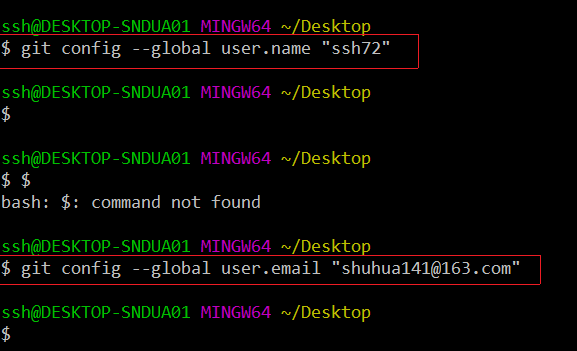 ssh@DESKTOP-SNDUA01 MINGW64 ~/Desktop
$ git config --global user.name "ssh72"
ssh@DESKTOP-SNDUA01 MINGW64 ~/Desktop
$
ssh@DESKTOP-SNDUA01 MINGW64 ~/Desktop
$ $
bash: $: command not found
ssh@DESKTOP-SNDUA01 MINGW64 ~/Desktop
$ git config --global user.email "shuhua141@163.com"
ssh@DESKTOP-SNDUA01 MINGW64 ~/Desktop
$